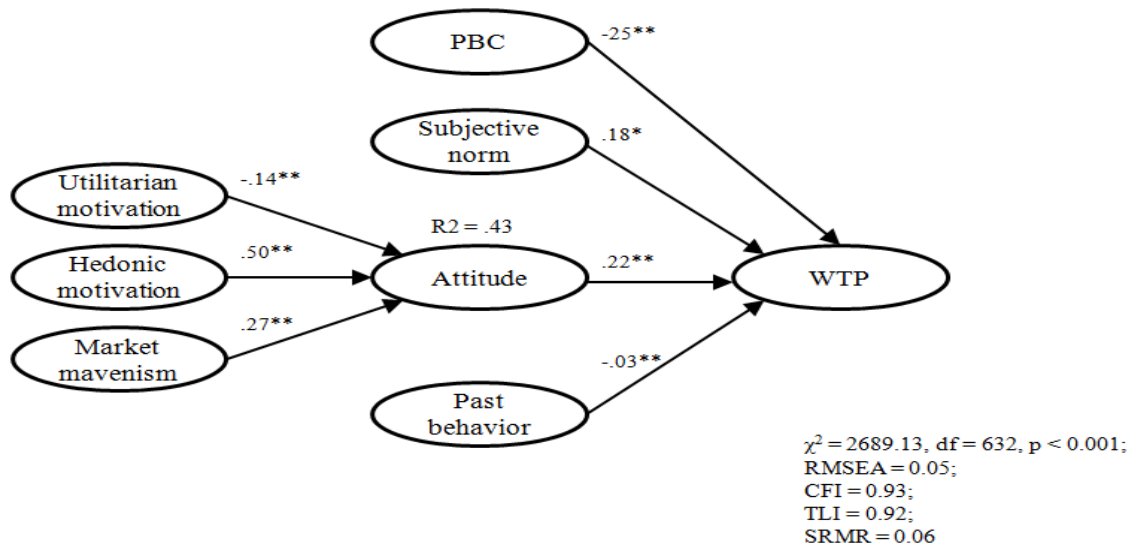 PBC
-25**
Subjective
norm
.18*
Utilitarian
motivation
-.14**
R2 = .43
Hedonic
motivation
.50**
Attitude
.22**
WTP
Market
mavenism
.27**
Past
behavior
-.03**
χ² = 2689.13, df = 632, p < 0.001;
RMSEA = 0.05;
CFI = 0.93;
TLI = 0.92;
SRMR = 0.06